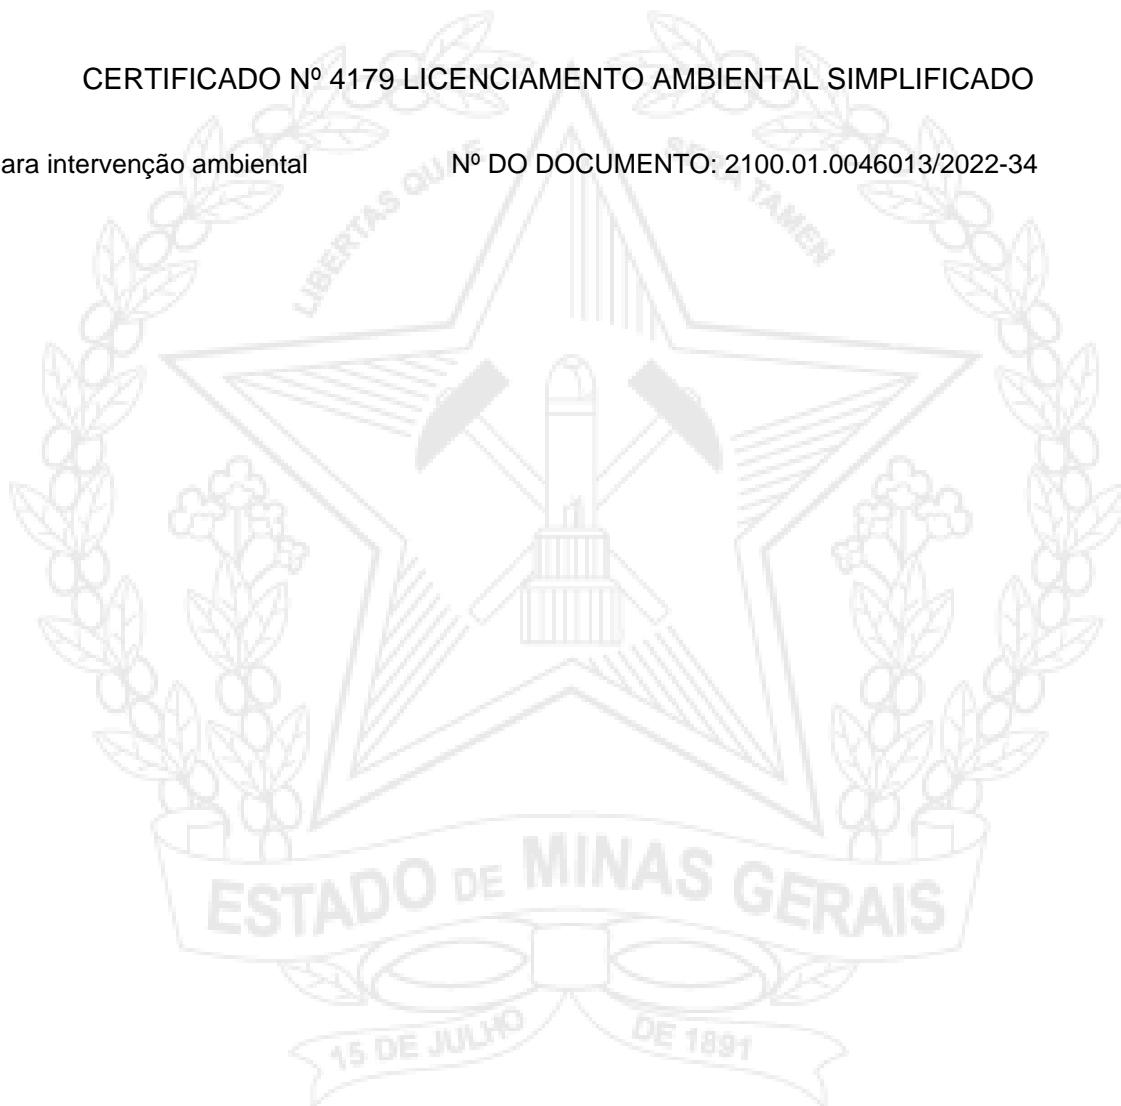 CERTIFICADO Nº 4179 LICENCIAMENTO AMBIENTAL SIMPLIFICADO
ara intervenção ambiental Nº DO DOCUMENTO: 2100.01.0046013/2022-34
LIBERTAS QUÆ SERA TAMEN
ESTADO DE MINAS GERAIS
15 DE JULHO DE 1891